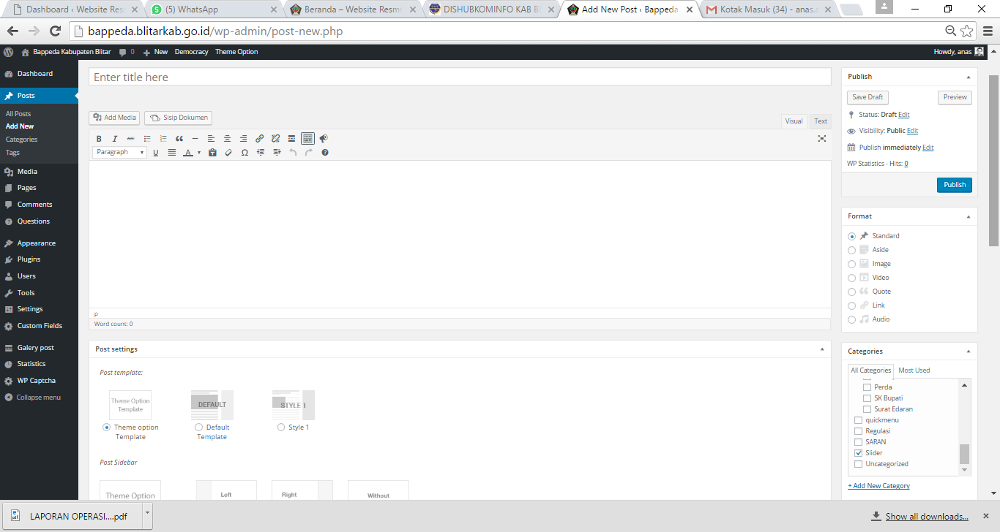 Dashboard ‹ Website Res
(5) WhatsApp
Beranda – Website Resmi
DISHUBKOMINFO KAB BL
Add New Post ‹ Bappeda
Kotak Masuk (34) - anas.
bappeda.blitarkab.go.id/wp-admin/post-new.php
Bappeda Kabupaten Blitar
0
New
Democracy
Theme Option
Howdy, anas
Dashboard
Posts
All Posts
Add New
Categories
Tags
Media
Pages
Comments
Questions
Appearance
Plugins
Users
Tools
Settings
Custom Fields
Galery post
Statistics
WP Captcha
Collapse menu
Enter title here
Add Media
Sisip Dokumen
Visual
Text
B I ABC
Paragraph
U A Ω
p
Word count: 0
Post settings
Post template:
Theme Option
Template
DEFAULT
STYLE 1
Theme option
Template
Default
Template
Style 1
Post Sidebar
Theme Option
Left
Right
Without
Publish
Save Draft
Preview
Status: Draft Edit
Visibility: Public Edit
Publish immediately Edit
WP Statistics - Hits: 0
Publish
Format
Standard
Aside
Image
Video
Quote
Link
Audio
Categories
All Categories
Most Used
Perda
SK Bupati
Surat Edaran
quickmenu
Regulasi
SARAN
Slider
Uncategorized
+ Add New Category
LAPORAN OPERASI....pdf
Show all downloads...